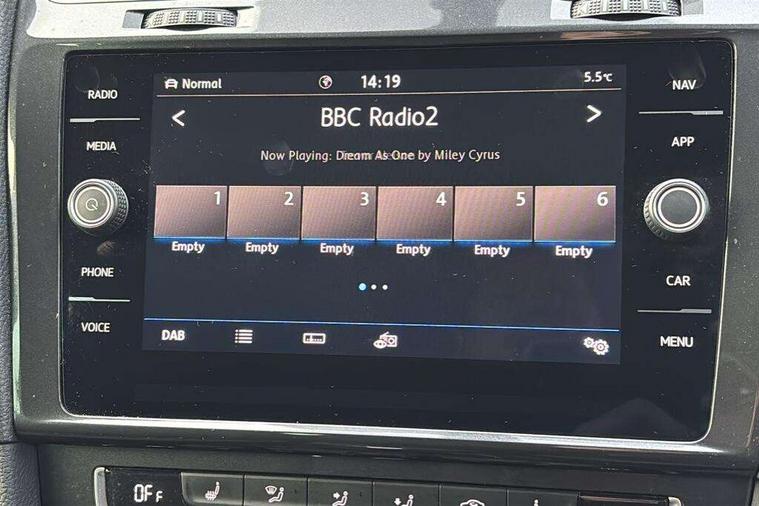 RADIO
MEDIA
PHONE
VOICE
Normal
14:19
5.5°C
< BBC Radio2 >
Now Playing: Dream As One by Miley Cyrus
1 2 3 4 5 6
Empty Empty Empty Empty Empty Empty
DAB
NAV
APP
CAR
MENU
OFF